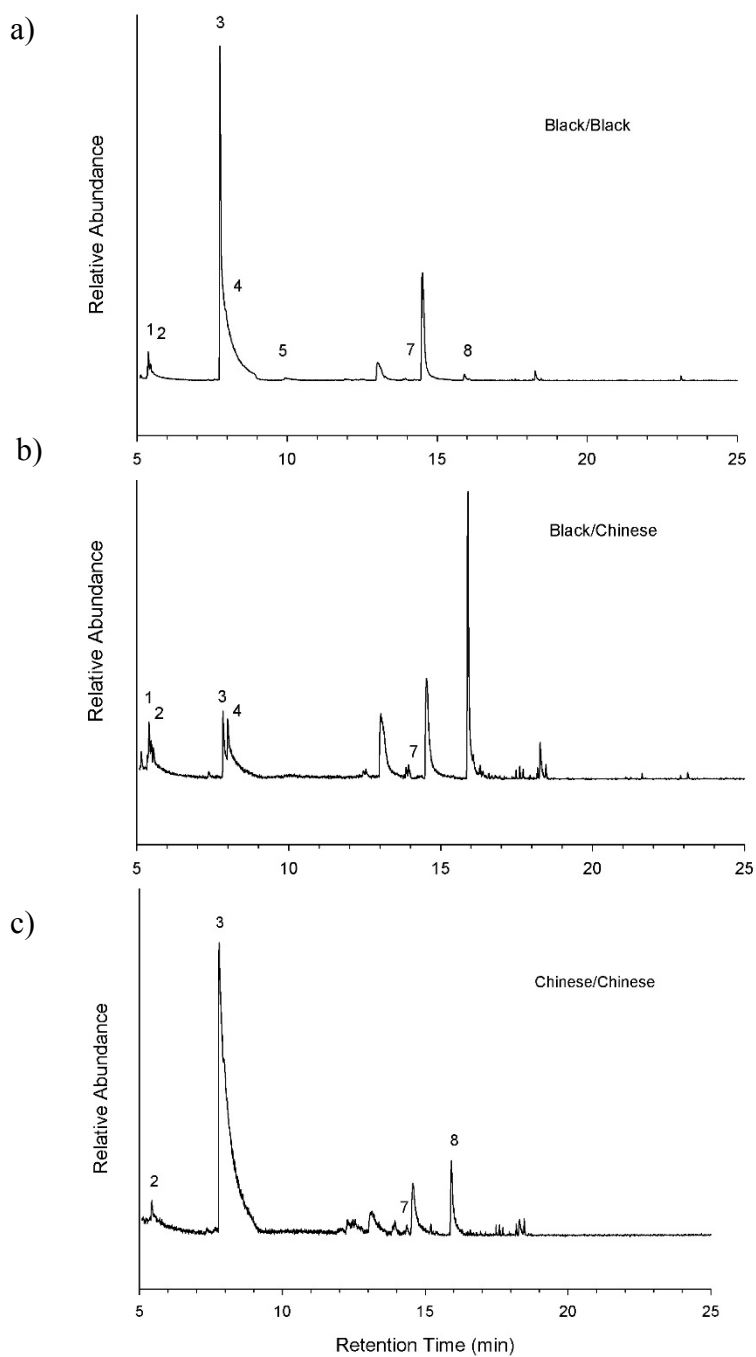 a)
3
Black/Black
Relative Abundance
4
1 2
5
7
8
5 10 15 20 25
b)
Black/Chinese
Relative Abundance
1
2
3
4
7
5 10 15 20 25
c)
3
Chinese/Chinese
Relative Abundance
8
2
7
5 10 15 20 25
Retention Time (min)